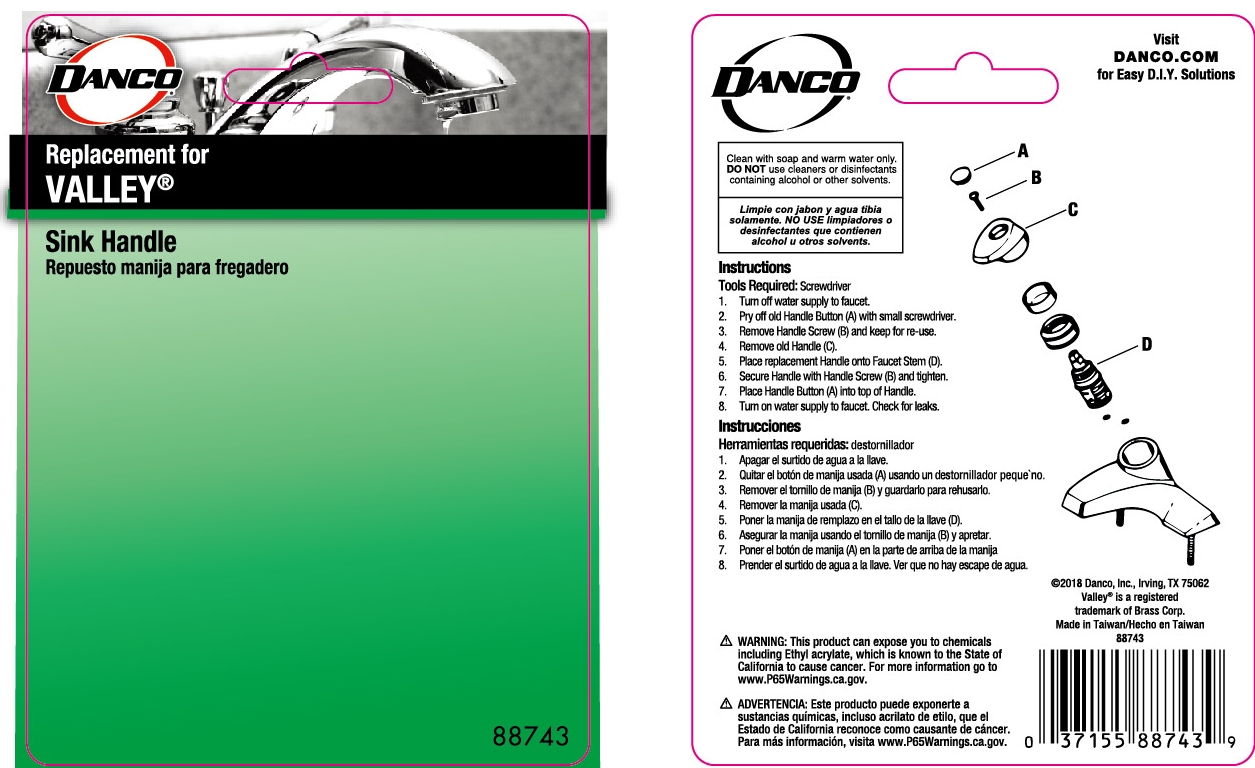 DANCO®
Replacement for
VALLEY®
Sink Handle
Repuesto manija para fregadero
88743
DANCO®
Visit
DANCO.COM
for Easy D.I.Y. Solutions
Clean with soap and warm water only.
DO NOT use cleaners or disinfectants
containing alcohol or other solvents.
Limpie con jabon y agua tibia
solamente. NO USE limpiadores o
desinfectantes que contienen
alcohol u otros solvents.
A
B
C
D
Instructions
Tools Required: Screwdriver
1. Turn off water supply to faucet.
2. Pry off old Handle Button (A) with small screwdriver.
3. Remove Handle Screw (B) and keep for re-use.
4. Remove old Handle (C).
5. Place replacement Handle onto Faucet Stem (D).
6. Secure Handle with Handle Screw (B) and tighten.
7. Place Handle Button (A) into top of Handle.
8. Turn on water supply to faucet. Check for leaks.
Instrucciones
Herramientas requeridas: destornillador
1. Apagar el surtido de agua a la llave.
2. Quitar el botón de manija usada (A) usando un destornillador peque`no.
3. Remover el tornillo de manija (B) y guardarlo para rehusarlo.
4. Remover la manija usada (C).
5. Poner la manija de remplazo en el tallo de la llave (D).
6. Asegurar la manija usando el tornillo de manija (B) y apretar.
7. Poner el botón de manija (A) en la parte de arriba de la manija
8. Prender el surtido de agua a la llave. Ver que no hay escape de agua.
©2018 Danco, Inc., Irving, TX 75062
Valley® is a registered
trademark of Brass Corp.
Made in Taiwan/Hecho en Taiwan
88743
⚠ WARNING: This product can expose you to chemicals
including Ethyl acrylate, which is known to the State of
California to cause cancer. For more information go to
www.P65Warnings.ca.gov.
⚠ ADVERTENCIA: Este producto puede exponerte a
sustancias químicas, incluso acrilato de etilo, que el
Estado de California reconoce como causante de cáncer.
Para más información, visita www.P65Warnings.ca.gov.
0 37155 88743 9